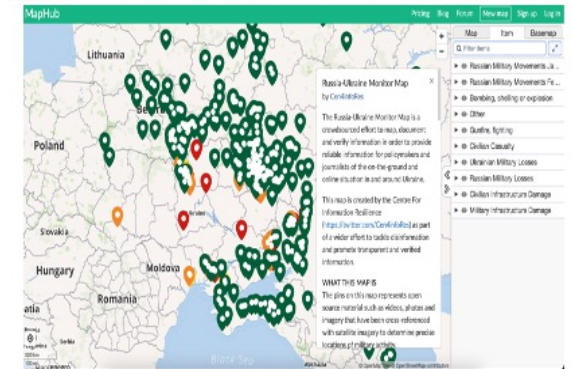 MapHub
Pricing Blog Forum New map Sign up Log in
Map Item Basemap
Filter items
Russian Military Movements Ja...
Russian Military Movements Fe...
Bombing, shelling or explosion
Other
Gunfire, fighting
Civilian Casualty
Ukrainian Military Losses
Russian Military Losses
Civilian Infrastructure Damage
Military Infrastructure Damage
Russia-Ukraine Monitor Map
by Cen4infoRes
The Russia-Ukraine Monitor Map is a
crowdsourced effort to map, document
and verify information in order to provide
reliable information for policymakers and
journalists of the on-the-ground and
online situation in and around Ukraine.
This map is created by the Centre For
Information Resilience
(https://twitter.com/Cen4infoRes) as part
of a wider effort to tackle disinformation
and promote transparent and verified
information.
WHAT THIS MAP IS
The pins on this map represents open
source material such as videos, photos and
imagery that have been cross-referenced
with satellite imagery to determine precise
locations of military activity.
Lithuania
Poland
Slovakia
Hungary
Moldova
Romania
Serbia
Black Sea